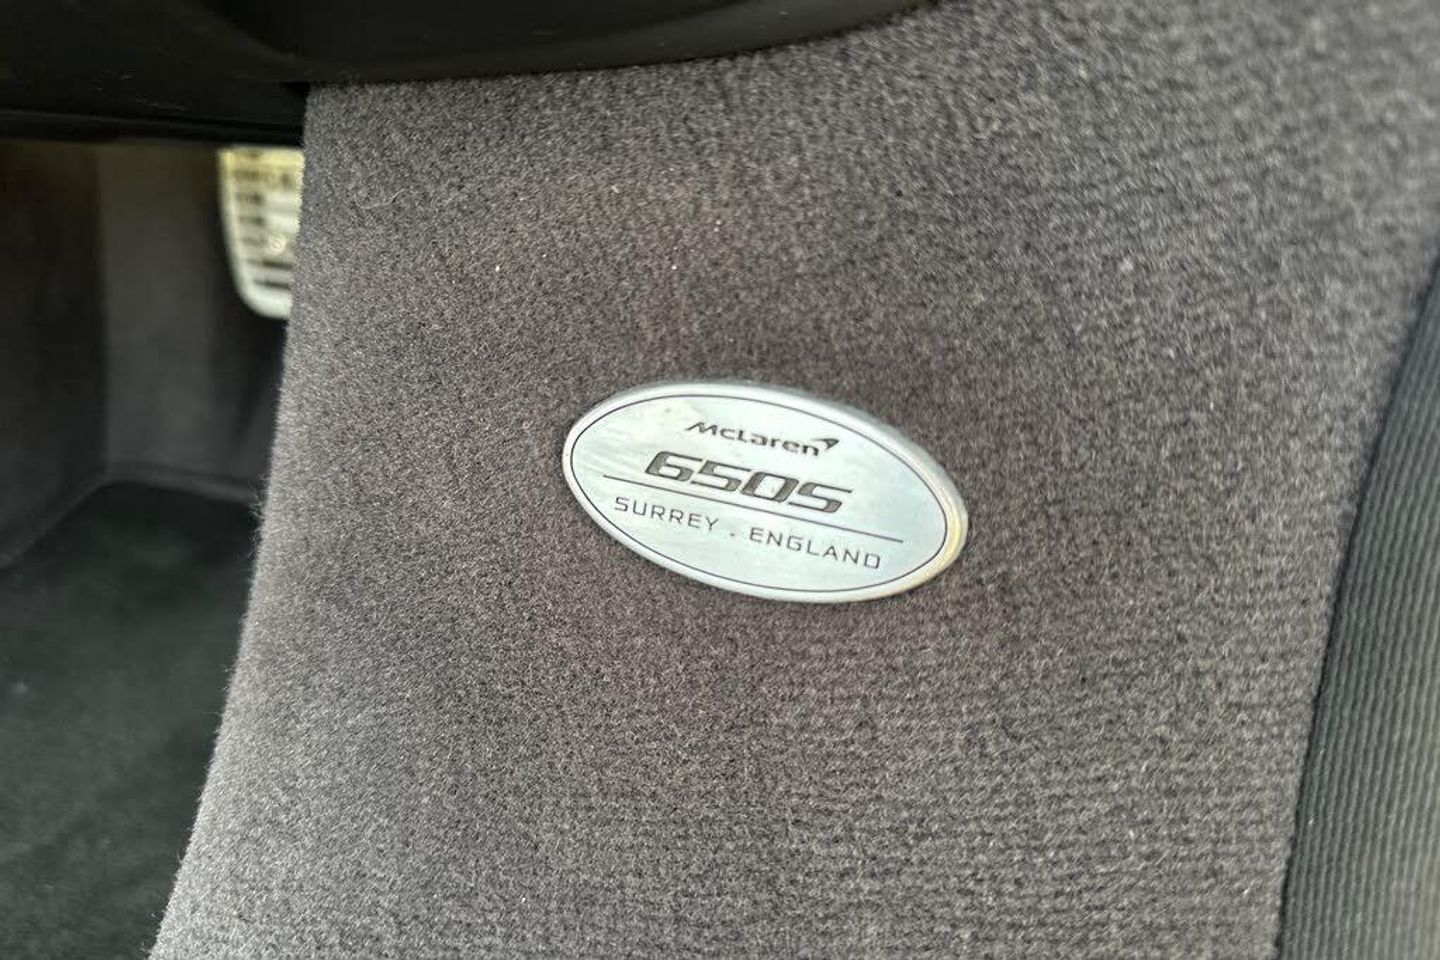 McLaren
650S
SURREY . ENGLAND